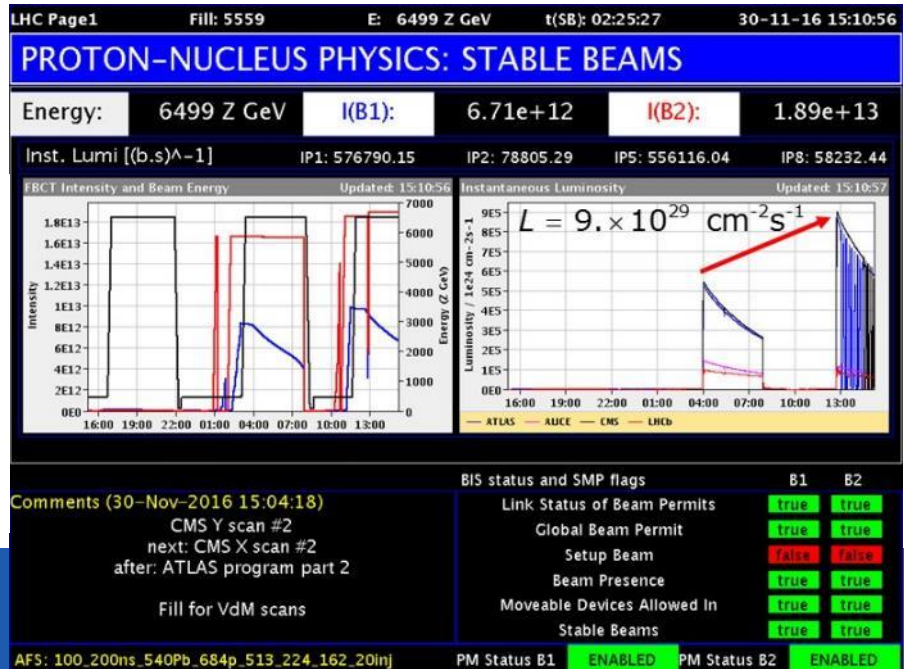 LHC Page1 Fill: 5559 E: 6499 Z GeV t(SB): 02:25:27 30-11-16 15:10:56
PROTON-NUCLEUS PHYSICS: STABLE BEAMS
Energy: 6499 Z GeV I(B1): 6.71e+12 I(B2): 1.89e+13
Inst. Lumi [(b.s)^-1] IP1: 576790.15 IP2: 78805.29 IP5: 556116.04 IP8: 58232.44
FBCT Intensity and Beam Energy Updated: 15:10:56
Intensity
1.8E13
1.6E13
1.4E13
1.2E13
1E13
8E12
6E12
4E12
2E12
0E0
7000
6000
5000
4000
3000
2000
1000
0
Energy (Z GeV)
16:00 19:00 22:00 01:00 04:00 07:00 10:00 13:00
Instantaneous Luminosity Updated: 15:10:57
L = 9.×10²⁹ cm⁻²s⁻¹
Luminosity / 1e24 cm-2s-1
9E5
8E5
7E5
6E5
5E5
4E5
3E5
2E5
1E5
0E0
16:00 19:00 22:00 01:00 04:00 07:00 10:00 13:00
ATLAS ALICE CMS LHCb
Comments (30-Nov-2016 15:04:18)
CMS Y scan #2
next: CMS X scan #2
after: ATLAS program
part 2
Fill for VdM scans
BIS status and SMP flags B1 B2
Link Status of Beam Permits true true
Global Beam Permit true true
Setup Beam false false
Beam Presence true true
Moveable Devices Allowed In true true
Stable Beams true true
AFS: 100_200ns_540Pb_684p_513_224_162_20inj PM Status B1 ENABLED PM Status B2 ENABLED